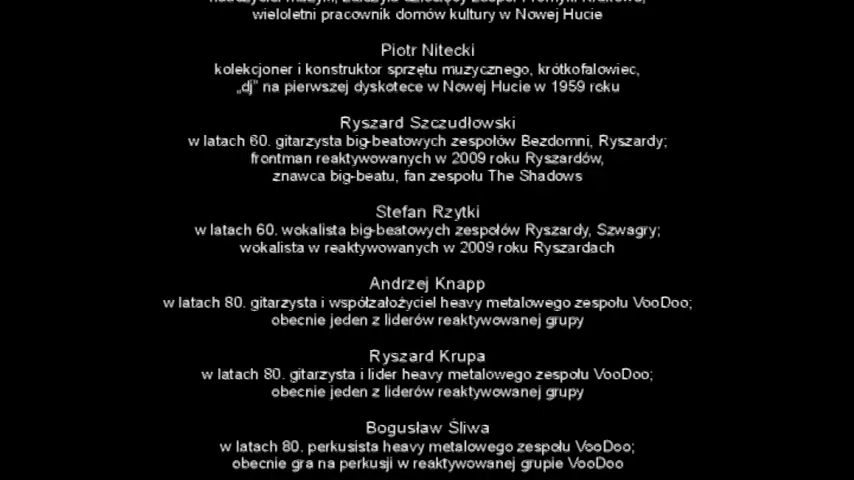 wieloletni pracownik domów kultury w Nowej Hucie
Piotr Nitecki
kolekcjoner i konstruktor sprzętu muzycznego, krótkofalowiec,
„dj” na pierwszej dyskotece w Nowej Hucie w 1959 roku
Ryszard Szczudłowski
w latach 60. gitarzysta big-beatowych zespołów Bezdomni, Ryszardy;
frontman reaktywowanych w 2009 roku Ryszardów,
znawca big-beatu, fan zespołu The Shadows
Stefan Rzytki
w latach 60. wokalista big-beatowych zespołów Ryszardy, Szwagry;
wokalista w reaktywowanych w 2009 roku Ryszardach
Andrzej Knapp
w latach 80. gitarzysta i współzałożyciel heavy metalowego zespołu VooDoo;
obecnie jeden z liderów reaktywowanej grupy
Ryszard Krupa
w latach 80. gitarzysta i lider heavy metalowego zespołu VooDoo;
obecnie jeden z liderów reaktywowanej grupy
Bogusław Śliwa
w latach 80. perkusista heavy metalowego zespołu VooDoo;
obecnie gra na perkusji w reaktywowanej grupie VooDoo